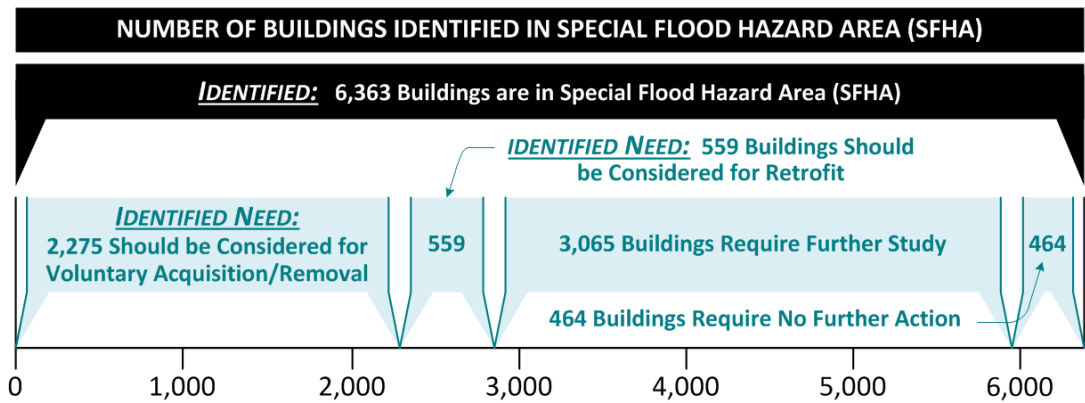 NUMBER OF BUILDINGS IDENTIFIED IN SPECIAL FLOOD HAZARD AREA (SFHA)
IDENTIFIED: 6,363 Buildings are in Special Flood Hazard Area (SFHA)
IDENTIFIED NEED: 559 Buildings Should
be Considered for Retrofit
IDENTIFIED NEED:
2,275 Should be Considered for
Voluntary Acquisition/Removal
559
3,065 Buildings Require Further Study
464
464 Buildings Require No Further Action
0 1,000 2,000 3,000 4,000 5,000 6,000